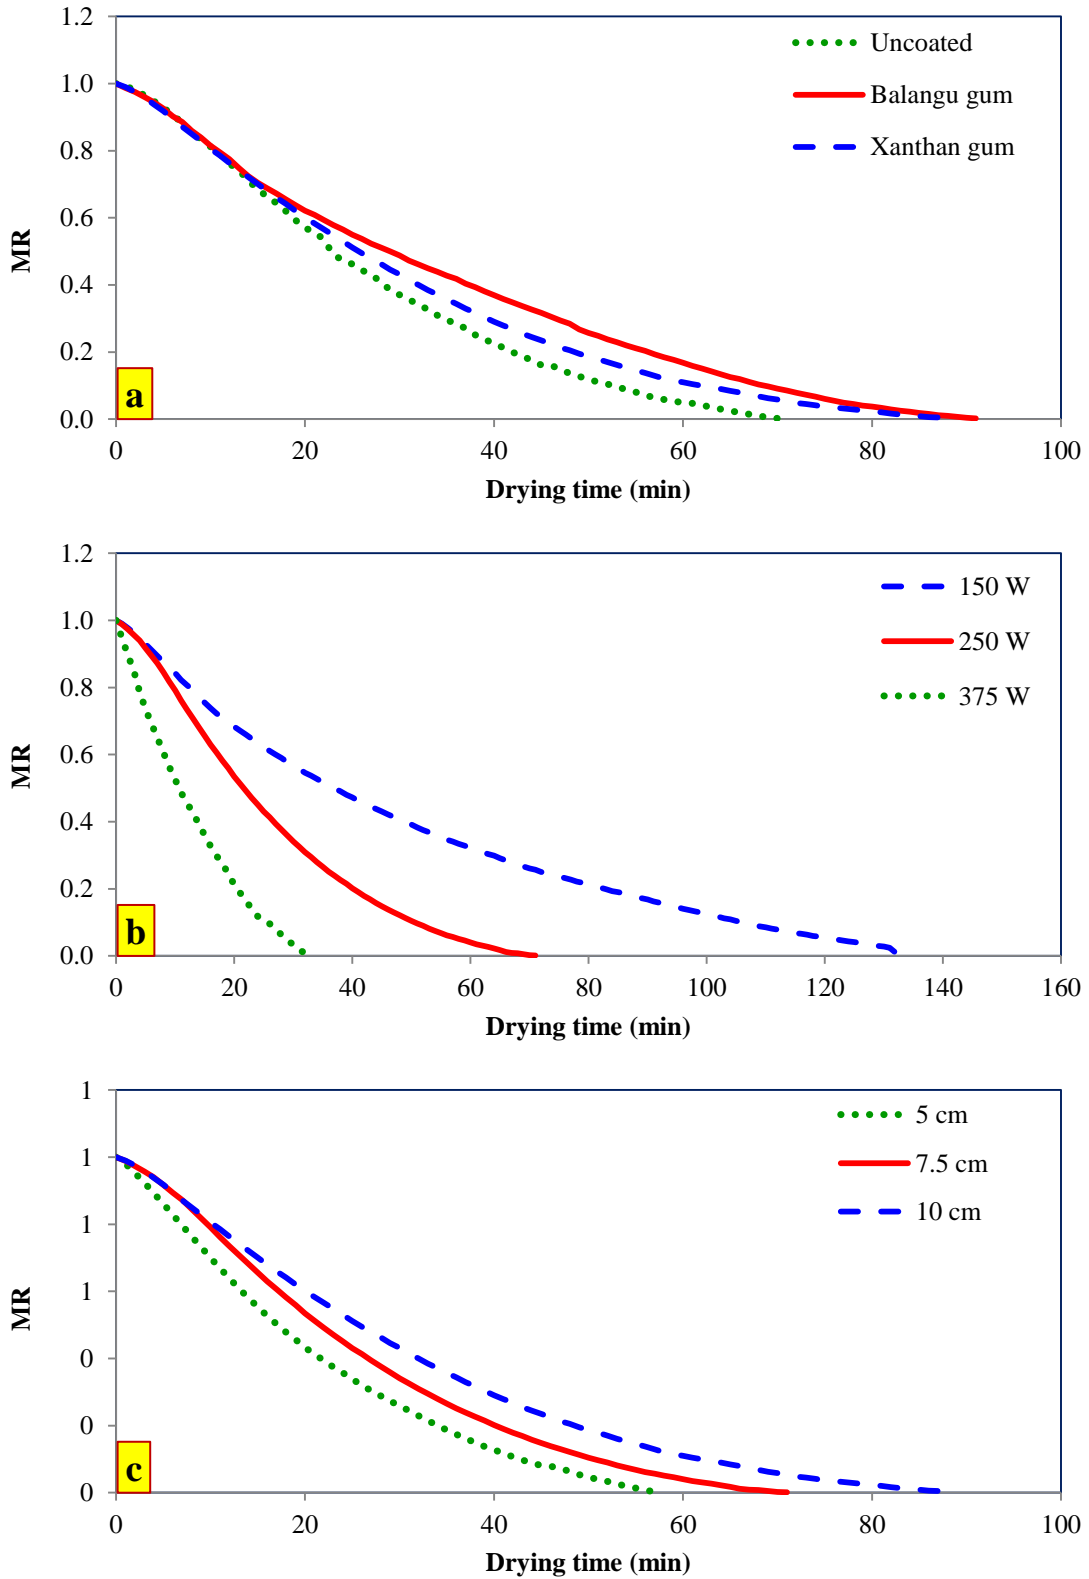 1.2
1.0
0.8
0.6
0.4
0.2
0.0
MR
Uncoated
Balangu gum
Xanthan gum
a
0 20 40 60 80 100
Drying time (min)
1.2
1.0
0.8
0.6
0.4
0.2
0.0
MR
150 W
250 W
375 W
b
0 20 40 60 80 100 120 140 160
Drying time (min)
1
1
1
1
0
0
0
MR
5 cm
7.5 cm
10 cm
c
0 20 40 60 80 100
Drying time (min)